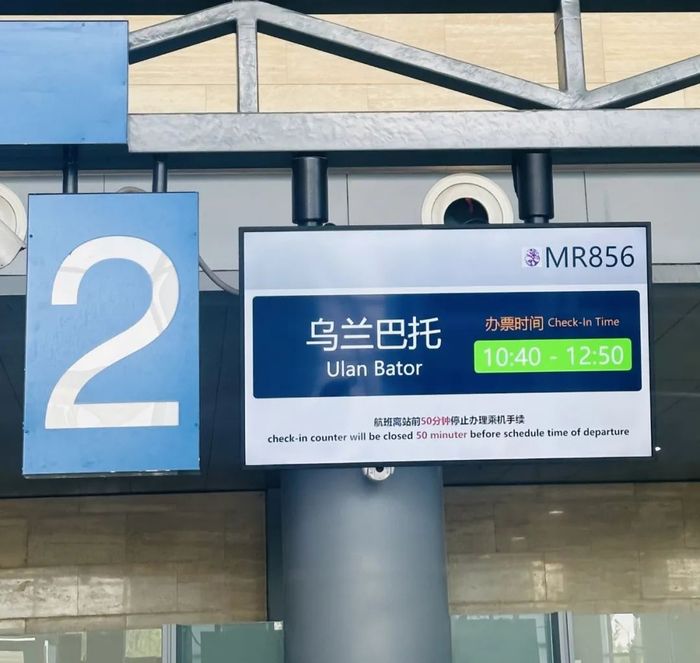 2
MR856
乌兰巴托
Ulan Bator
办票时间 Check-In Time
10:40 - 12:50
航班离站前50分钟停止办理乘机手续
check-in counter will be closed 50 minuter before schedule time of departure